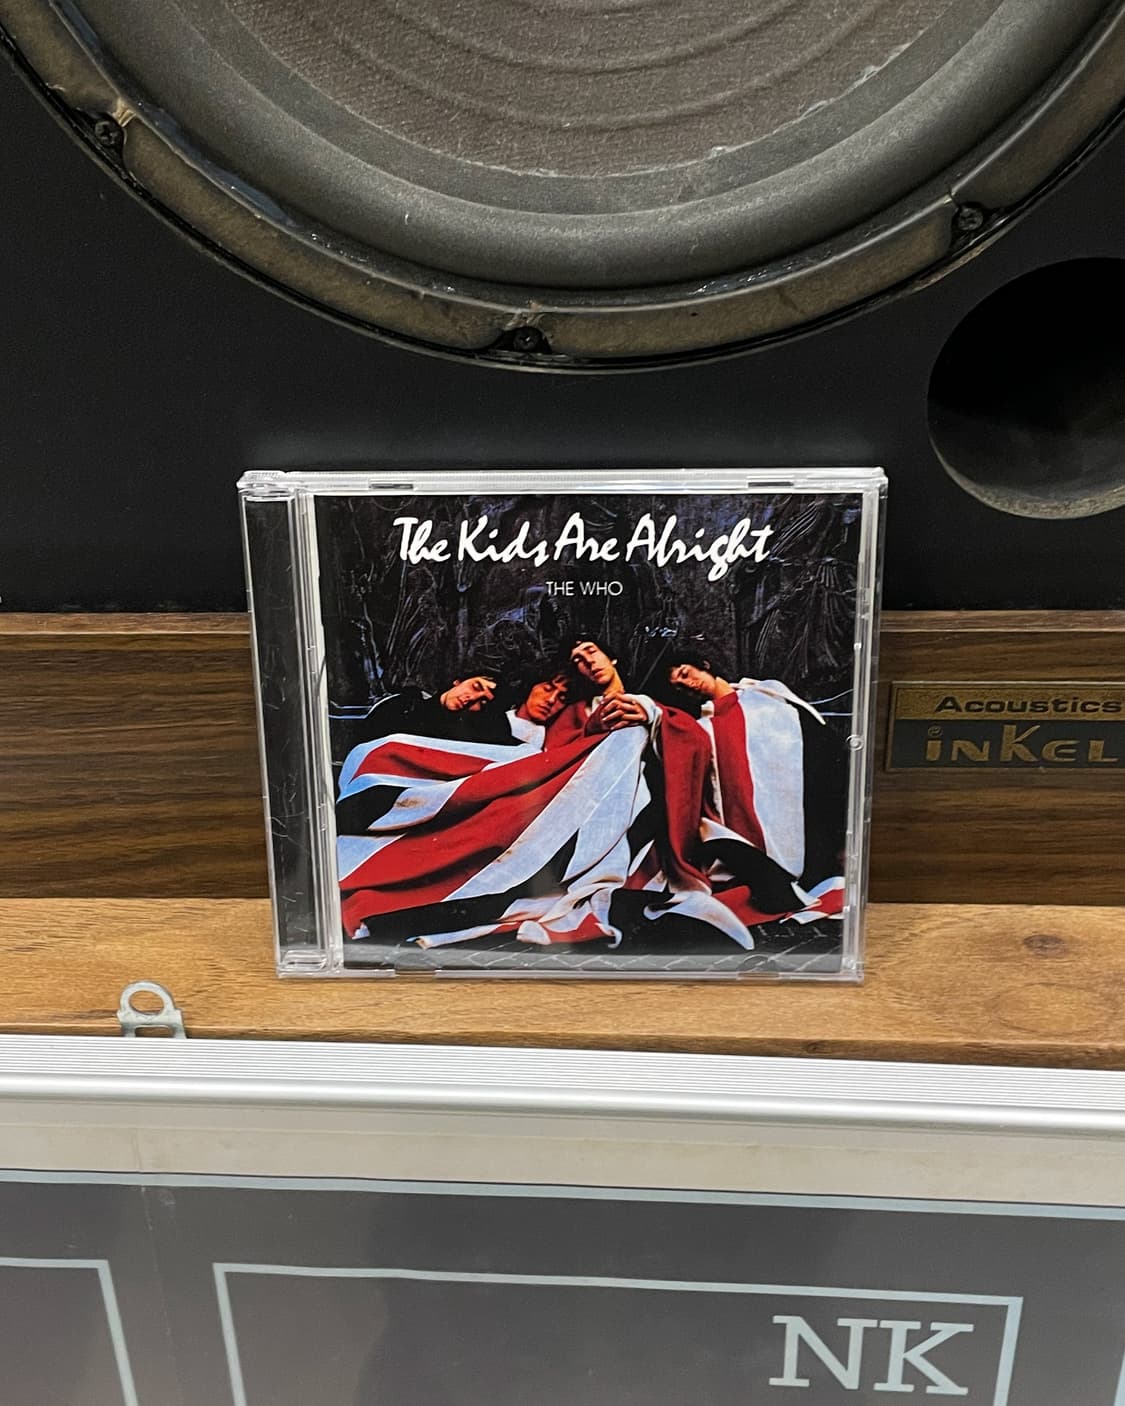 The Kids Are Alright
THE WHO
Acoustics
inKEL
NK